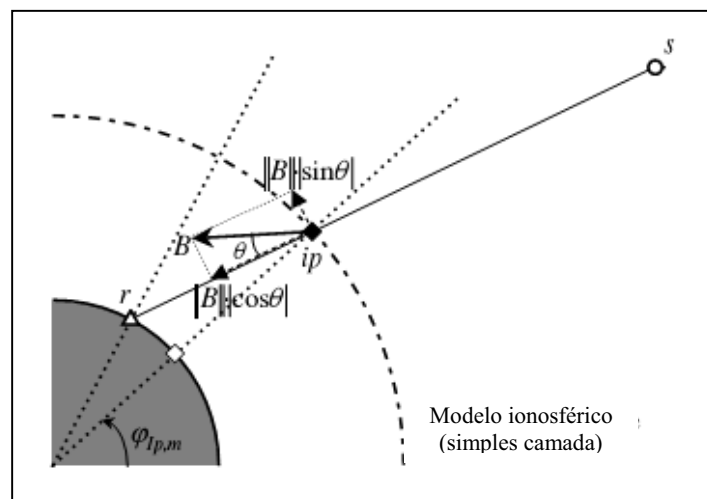 s
‖B‖|sinθ|
B
θ
ip
‖B‖|cosθ|
r
Modelo ionosférico
(simples camada)
φIp,m